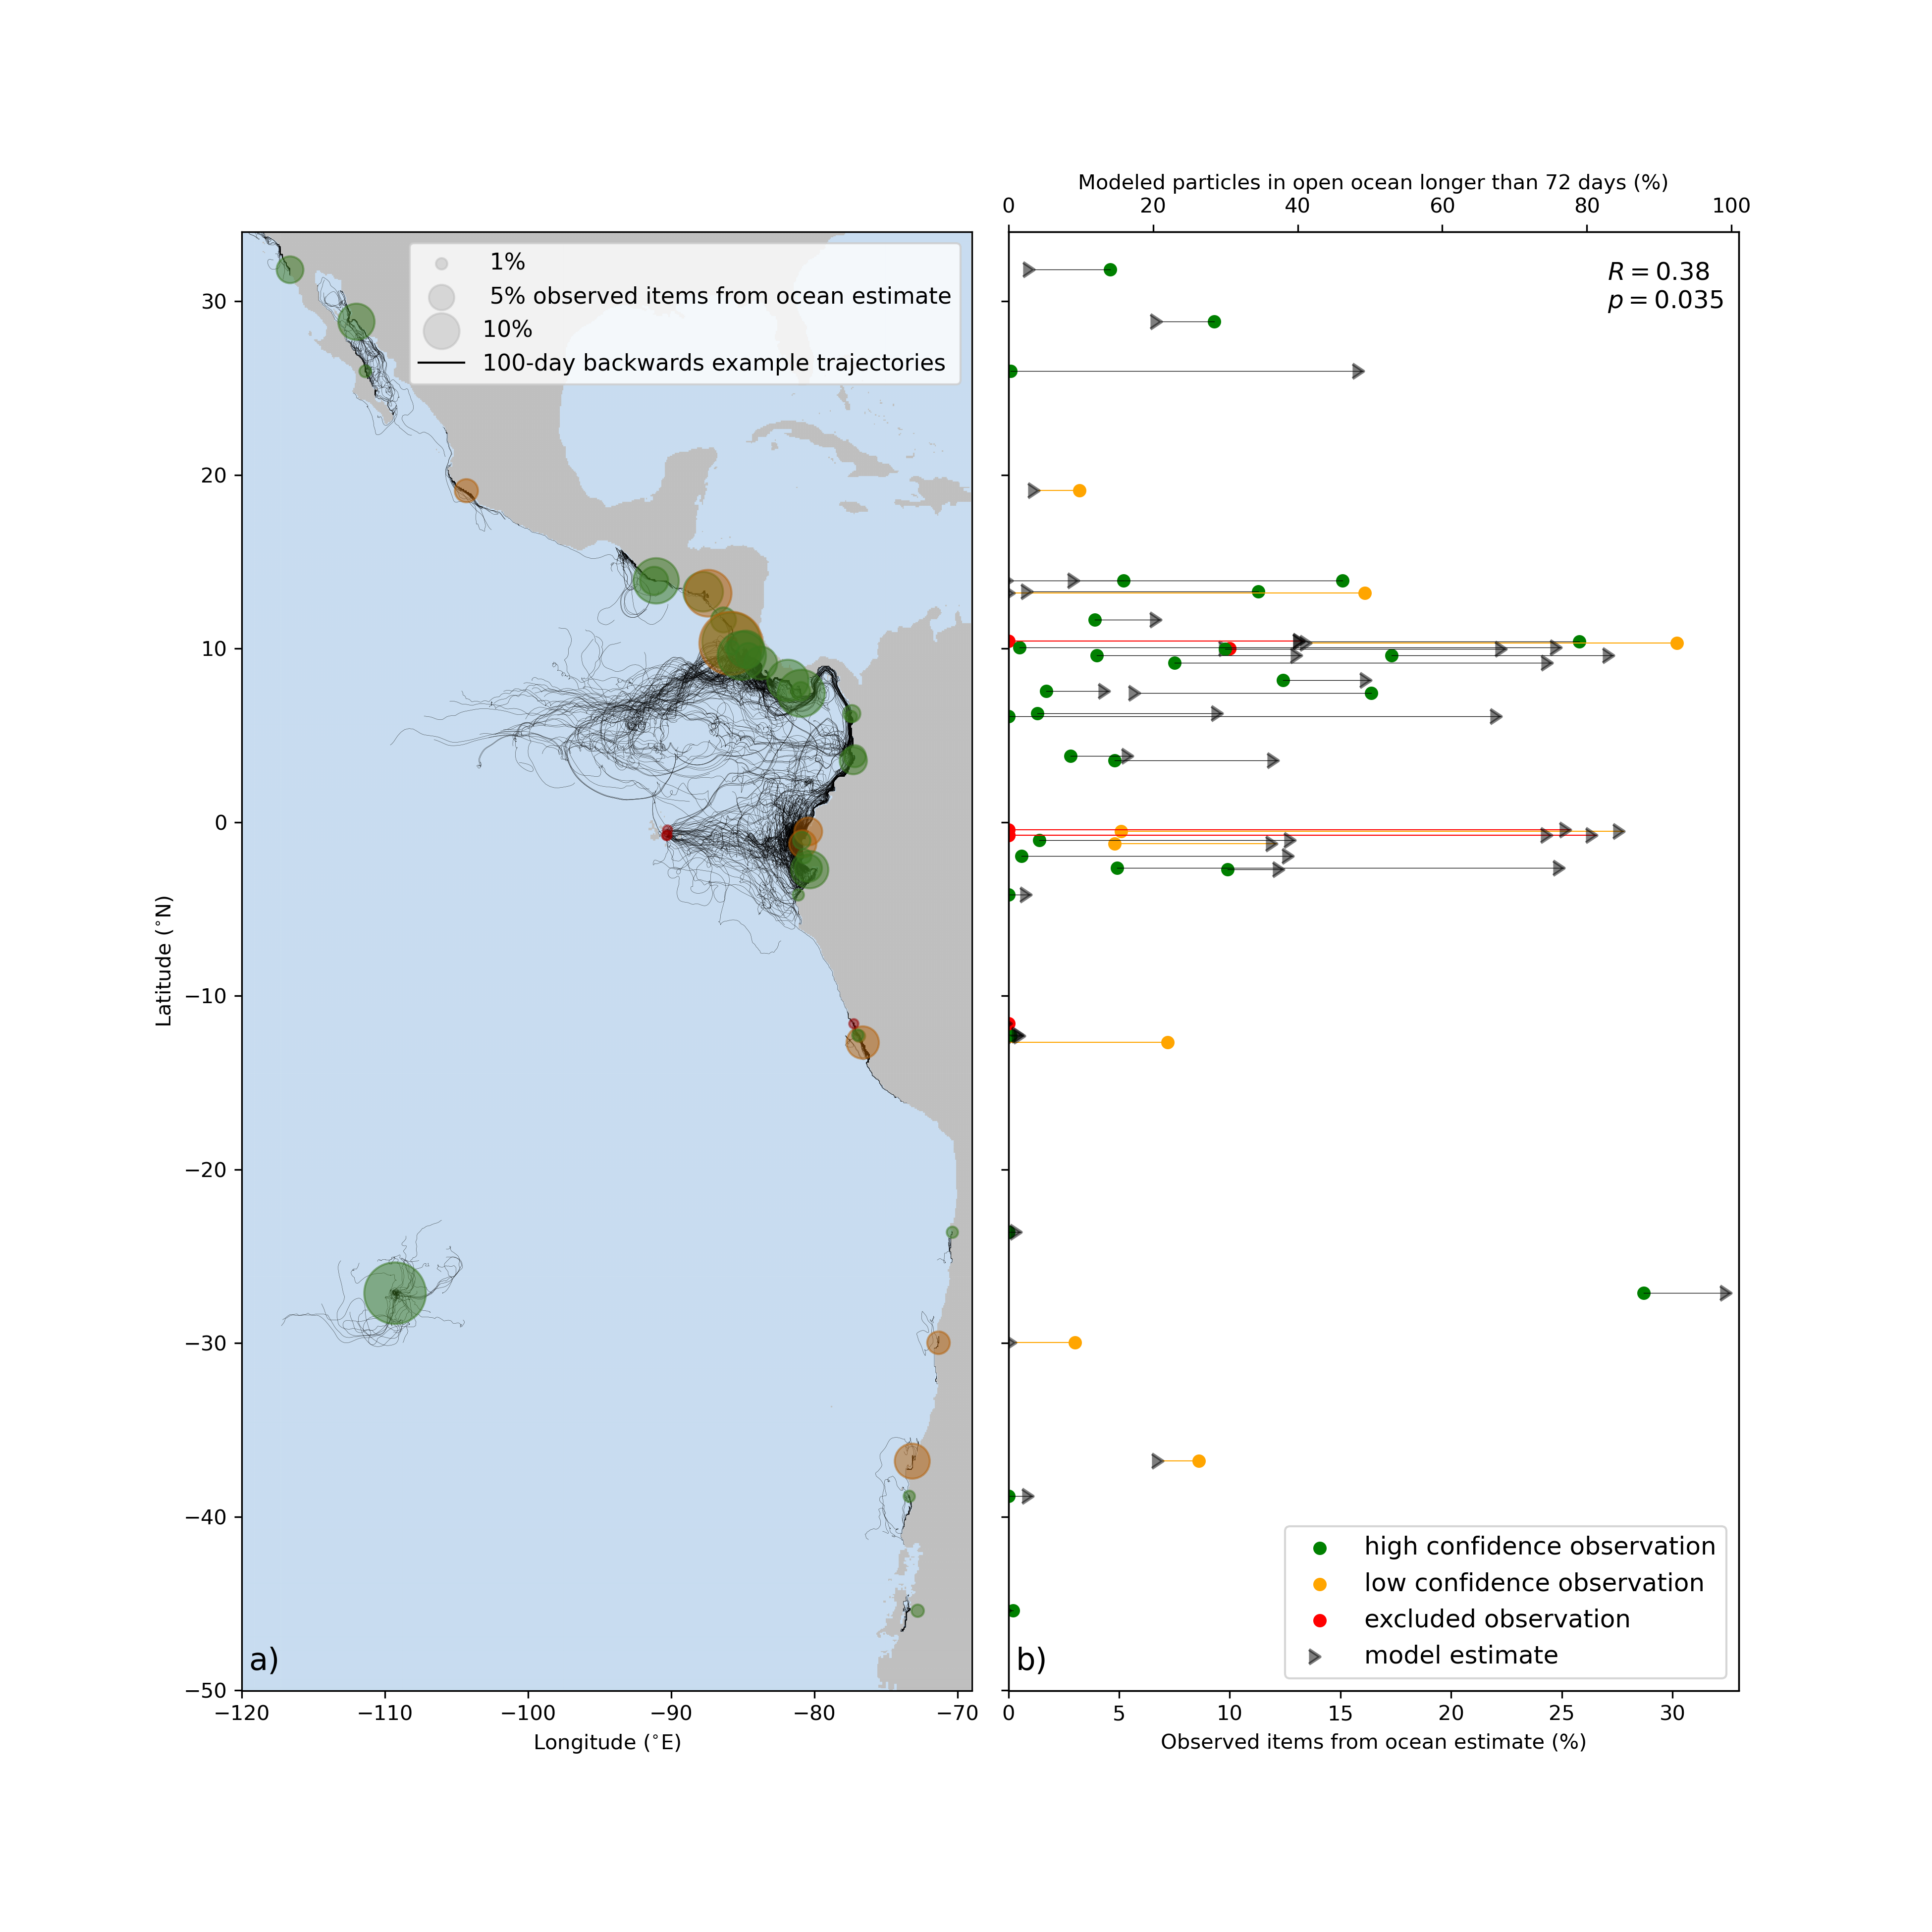 Modeled particles in open ocean longer than 72 days (%)
0 20 40 60 80 100
1%
5% observed items from ocean estimate
10%
100-day backwards example trajectories
R = 0.38
p = 0.035
30
20
10
0
−10
−20
−30
−40
−50
Latitude (°N)
a)
−120 −110 −100 −90 −80 −70
Longitude (°E)
high confidence observation
low confidence observation
excluded observation
model estimate
b)
0 5 10 15 20 25 30
Observed items from ocean estimate (%)